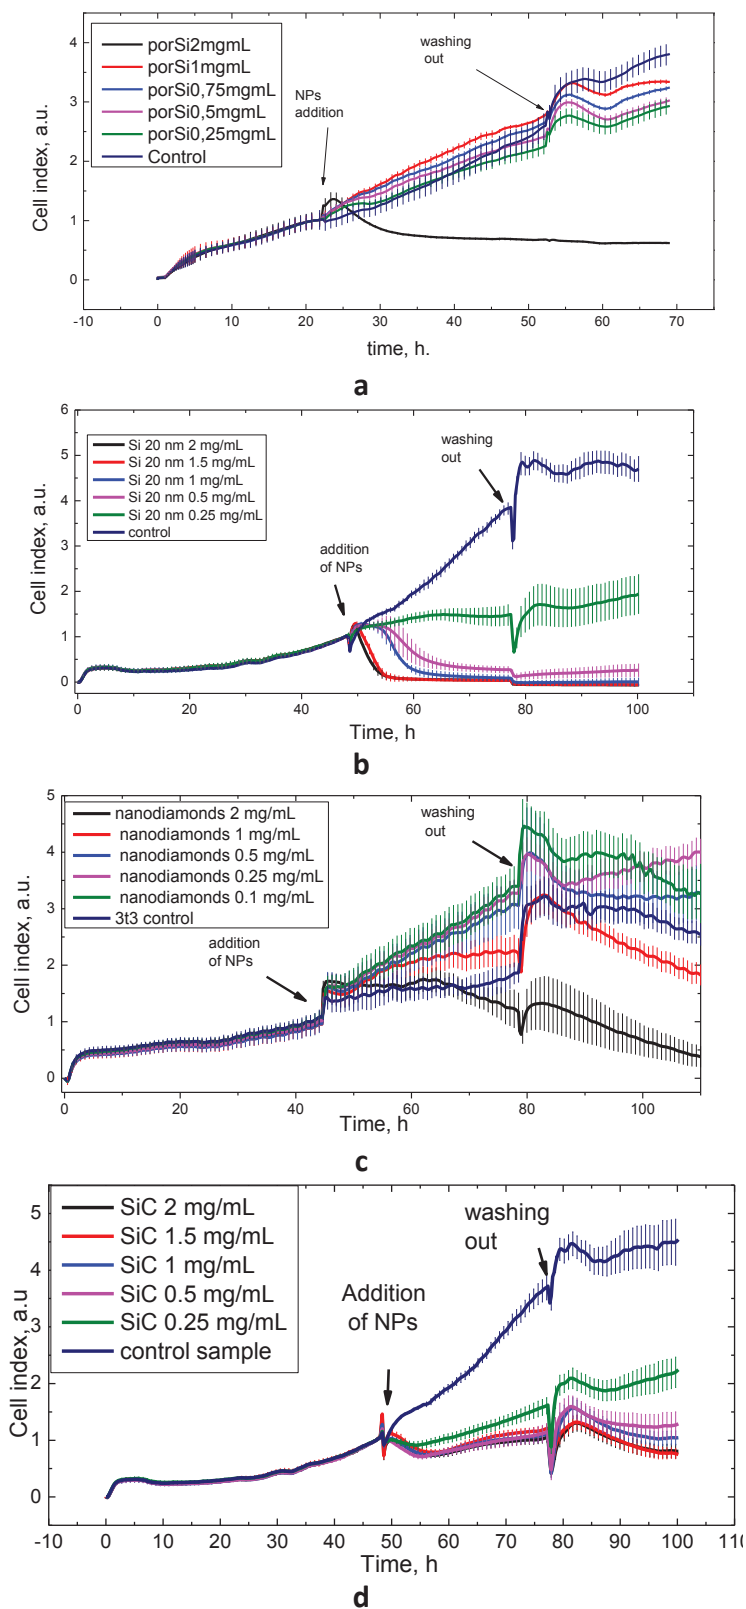 porSi2mgmL
porSi1mgmL
porSi0,75mgmL
porSi0,5mgmL
porSi0,25mgmL
Control
NPs
addition
washing
out
Cell index, a.u.
4
3
2
1
0
-10 0 10 20 30 40 50 60 70
time, h.
a
Si 20 nm 2 mg/mL
Si 20 nm 1.5 mg/mL
Si 20 nm 1 mg/mL
Si 20 nm 0.5 mg/mL
Si 20 nm 0.25 mg/mL
control
addition
of NPs
washing
out
Cell index, a.u.
6
5
4
3
2
1
0
0 20 40 60 80 100
Time, h
b
nanodiamonds 2 mg/mL
nanodiamonds 1 mg/mL
nanodiamonds 0.5 mg/mL
nanodiamonds 0.25 mg/mL
nanodiamonds 0.1 mg/mL
3t3 control
addition
of NPs
washing
out
Cell index, a.u.
5
4
3
2
1
0
0 20 40 60 80 100
Time, h
c
SiC 2 mg/mL
SiC 1.5 mg/mL
SiC 1 mg/mL
SiC 0.5 mg/mL
SiC 0.25 mg/mL
control sample
Addition
of NPs
washing
out
Cell index, a.u
5
4
3
2
1
0
-10 0 10 20 30 40 50 60 70 80 90 100 110
Time, h
d